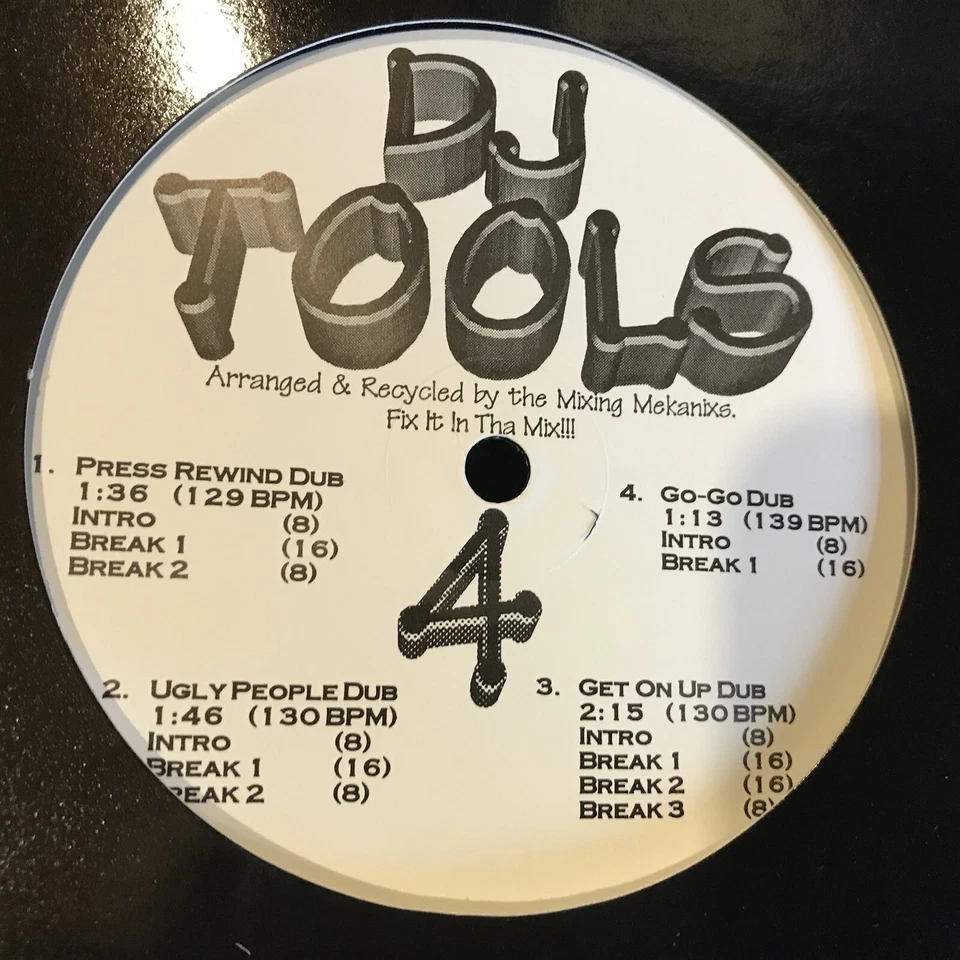 DJ
TOOLS
Arranged & Recycled by the Mixing Mekanixs.
Fix It In Tha Mix!!!
1. PRESS REWIND DUB
1:36 (129 BPM)
INTRO (8)
BREAK 1 (16)
BREAK 2 (8)
4. GO-GO DUB
1:13 (139 BPM)
INTRO (8)
BREAK 1 (16)
4
2. UGLY PEOPLE DUB
1:46 (130 BPM)
INTRO (8)
BREAK 1 (16)
REAK 2 (8)
3. GET ON UP DUB
2:15 (130 BPM)
INTRO (8)
BREAK 1 (16)
BREAK 2 (16)
BREAK 3 (8)